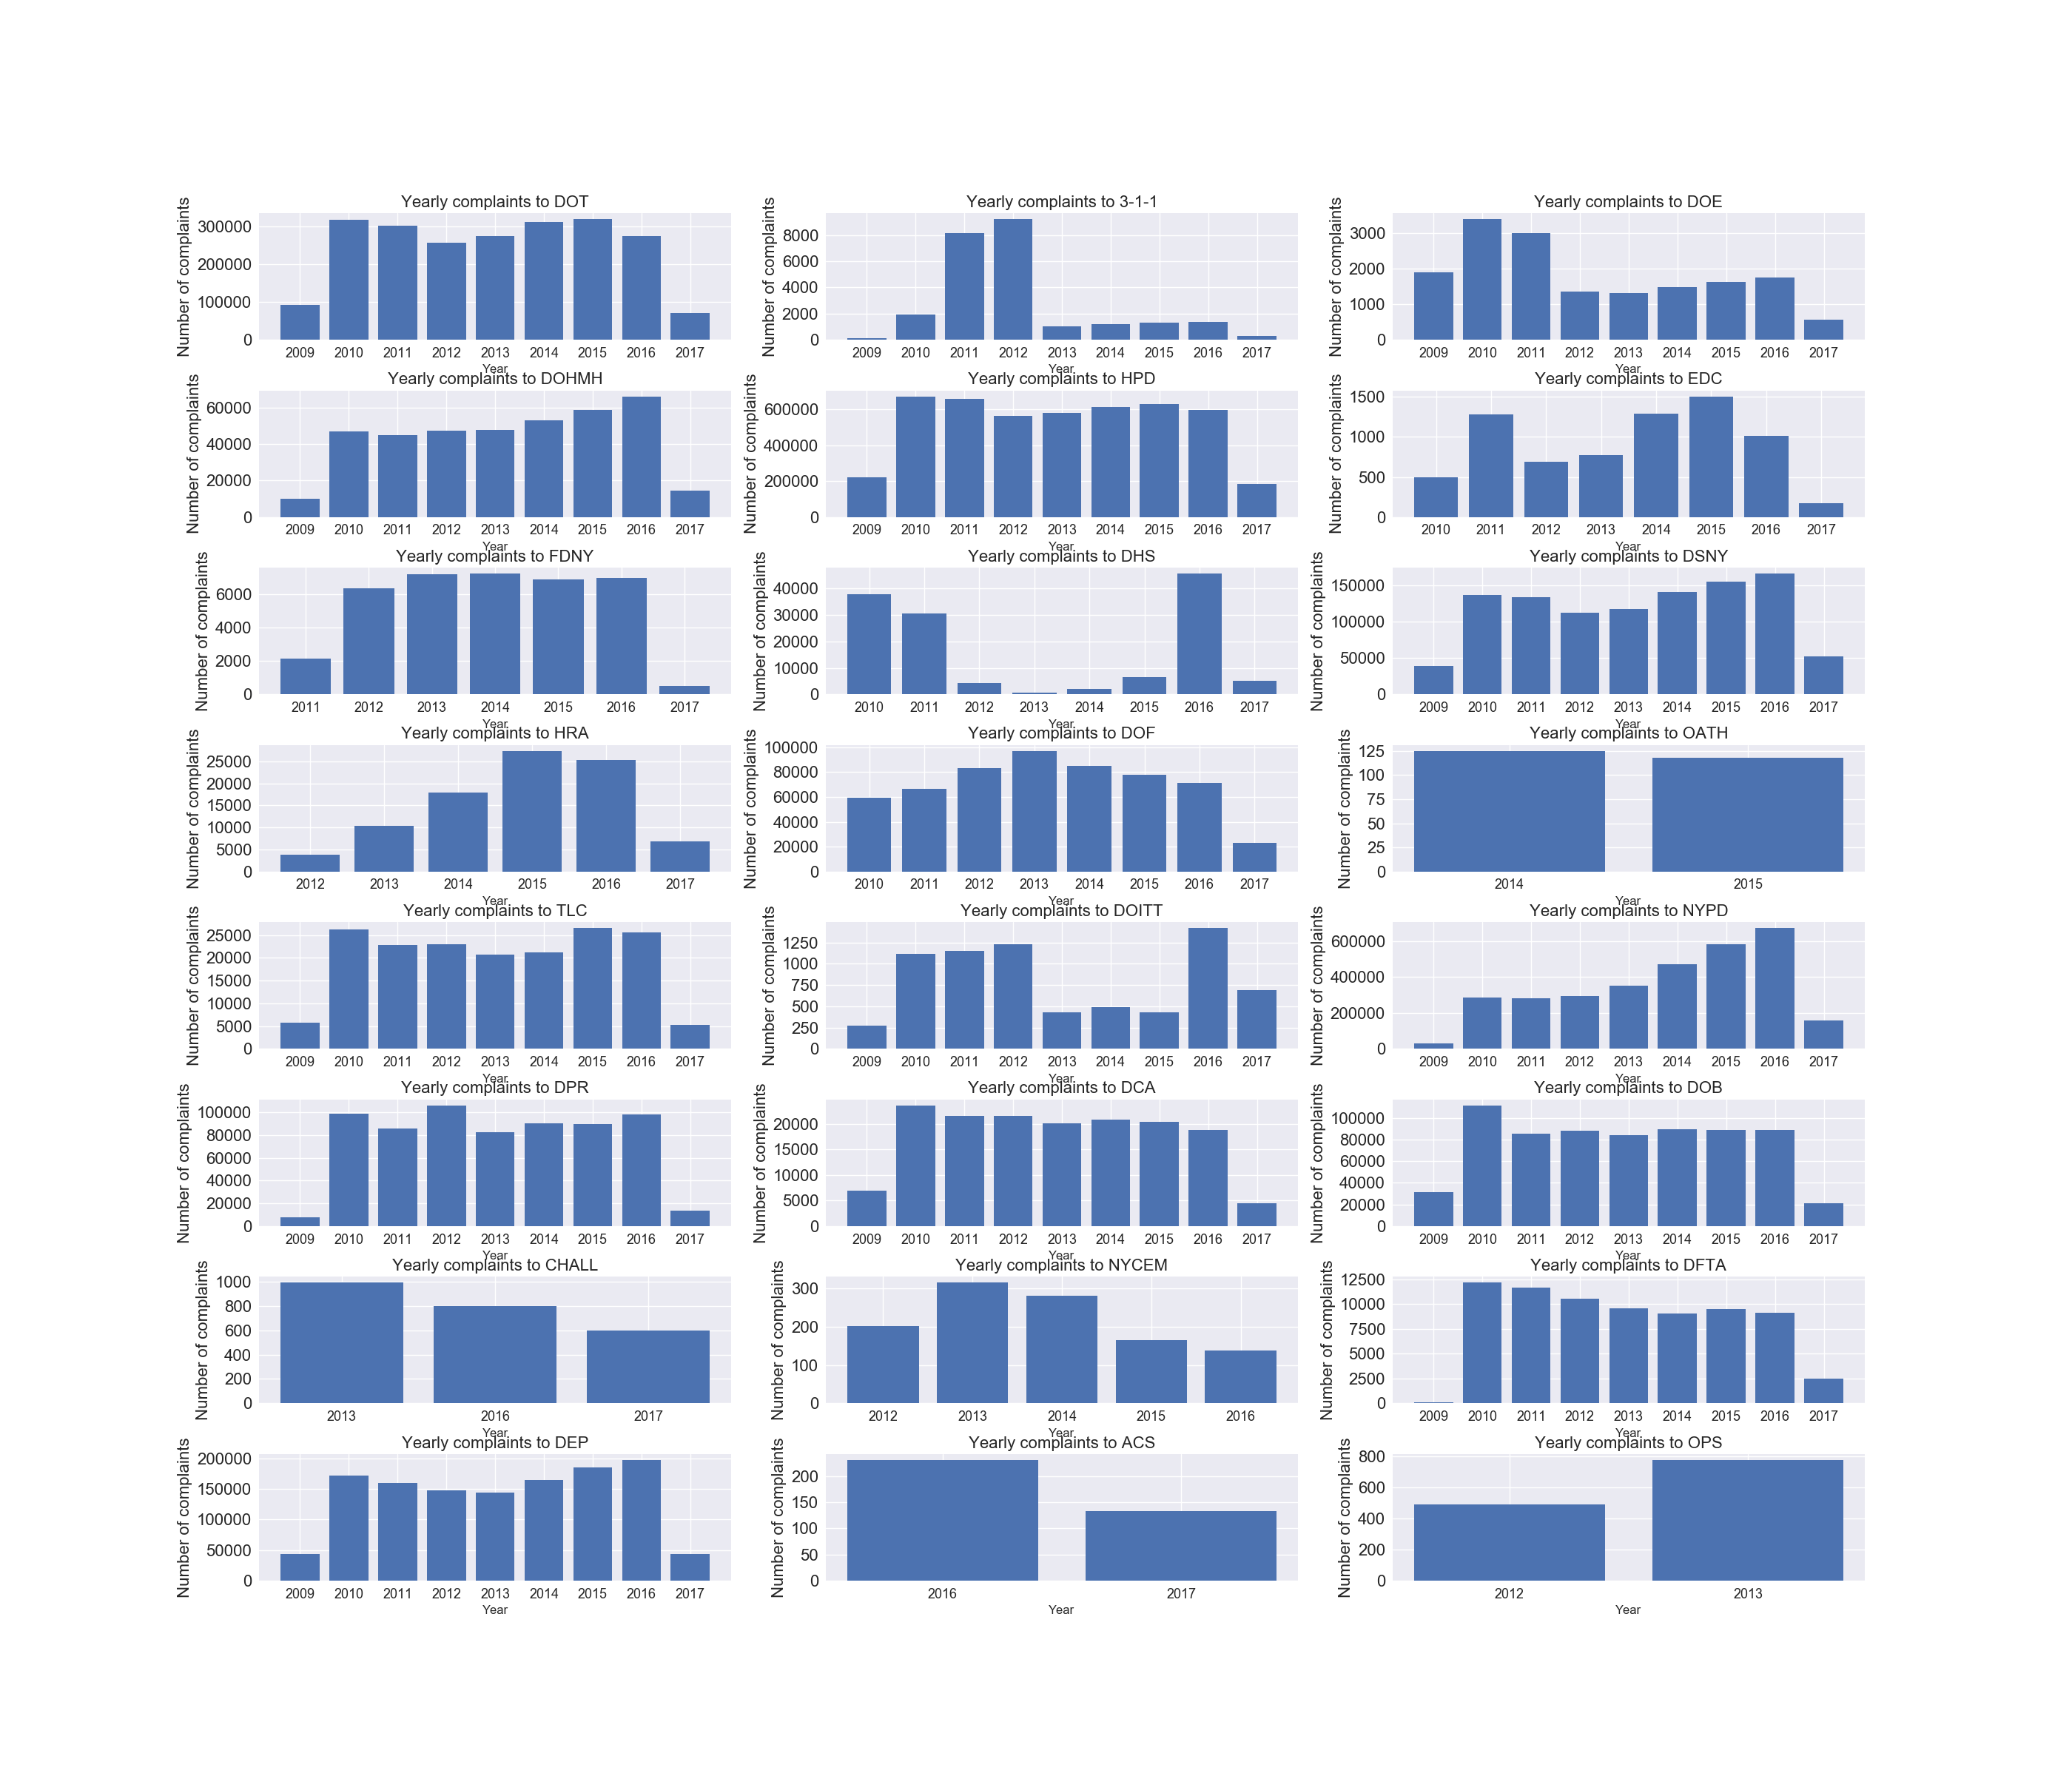 Yearly complaints to DOT
Number of complaints
300000
200000
100000
0
2009 2010 2011 2012 2013 2014 2015 2016 2017
Year
Yearly complaints to 3-1-1
Number of complaints
8000
6000
4000
2000
0
2009 2010 2011 2012 2013 2014 2015 2016 2017
Year
Yearly complaints to DOE
Number of complaints
3000
2000
1000
0
2009 2010 2011 2012 2013 2014 2015 2016 2017
Year
Yearly complaints to DOHMH
Number of complaints
60000
40000
20000
0
2009 2010 2011 2012 2013 2014 2015 2016 2017
Year
Yearly complaints to HPD
Number of complaints
600000
400000
200000
0
2009 2010 2011 2012 2013 2014 2015 2016 2017
Year
Yearly complaints to EDC
Number of complaints
1500
1000
500
0
2010 2011 2012 2013 2014 2015 2016 2017
Year
Yearly complaints to FDNY
Number of complaints
6000
4000
2000
0
2011 2012 2013 2014 2015 2016 2017
Year
Yearly complaints to DHS
Number of complaints
40000
30000
20000
10000
0
2010 2011 2012 2013 2014 2015 2016 2017
Year
Yearly complaints to DSNY
Number of complaints
150000
100000
50000
0
2009 2010 2011 2012 2013 2014 2015 2016 2017
Year
Yearly complaints to HRA
Number of complaints
25000
20000
15000
10000
5000
0
2012 2013 2014 2015 2016 2017
Year
Yearly complaints to DOF
Number of complaints
100000
80000
60000
40000
20000
0
2010 2011 2012 2013 2014 2015 2016 2017
Year
Yearly complaints to OATH
Number of complaints
125
100
75
50
25
0
2014 2015
Year
Yearly complaints to TLC
Number of complaints
25000
20000
15000
10000
5000
0
2009 2010 2011 2012 2013 2014 2015 2016 2017
Year
Yearly complaints to DOITT
Number of complaints
1250
1000
750
500
250
0
2009 2010 2011 2012 2013 2014 2015 2016 2017
Year
Yearly complaints to NYPD
Number of complaints
600000
400000
200000
0
2009 2010 2011 2012 2013 2014 2015 2016 2017
Year
Yearly complaints to DPR
Number of complaints
100000
80000
60000
40000
20000
0
2009 2010 2011 2012 2013 2014 2015 2016 2017
Year
Yearly complaints to DCA
Number of complaints
20000
15000
10000
5000
0
2009 2010 2011 2012 2013 2014 2015 2016 2017
Year
Yearly complaints to DOB
Number of complaints
100000
80000
60000
40000
20000
0
2009 2010 2011 2012 2013 2014 2015 2016 2017
Year
Yearly complaints to CHALL
Number of complaints
1000
800
600
400
200
0
2013 2016 2017
Year
Yearly complaints to NYCEM
Number of complaints
300
200
100
0
2012 2013 2014 2015 2016
Year
Yearly complaints to DFTA
Number of complaints
12500
10000
7500
5000
2500
0
2009 2010 2011 2012 2013 2014 2015 2016 2017
Year
Yearly complaints to DEP
Number of complaints
200000
150000
100000
50000
0
2009 2010 2011 2012 2013 2014 2015 2016 2017
Year
Yearly complaints to ACS
Number of complaints
200
150
100
50
0
2016 2017
Year
Yearly complaints to OPS
Number of complaints
800
600
400
200
0
2012 2013
Year